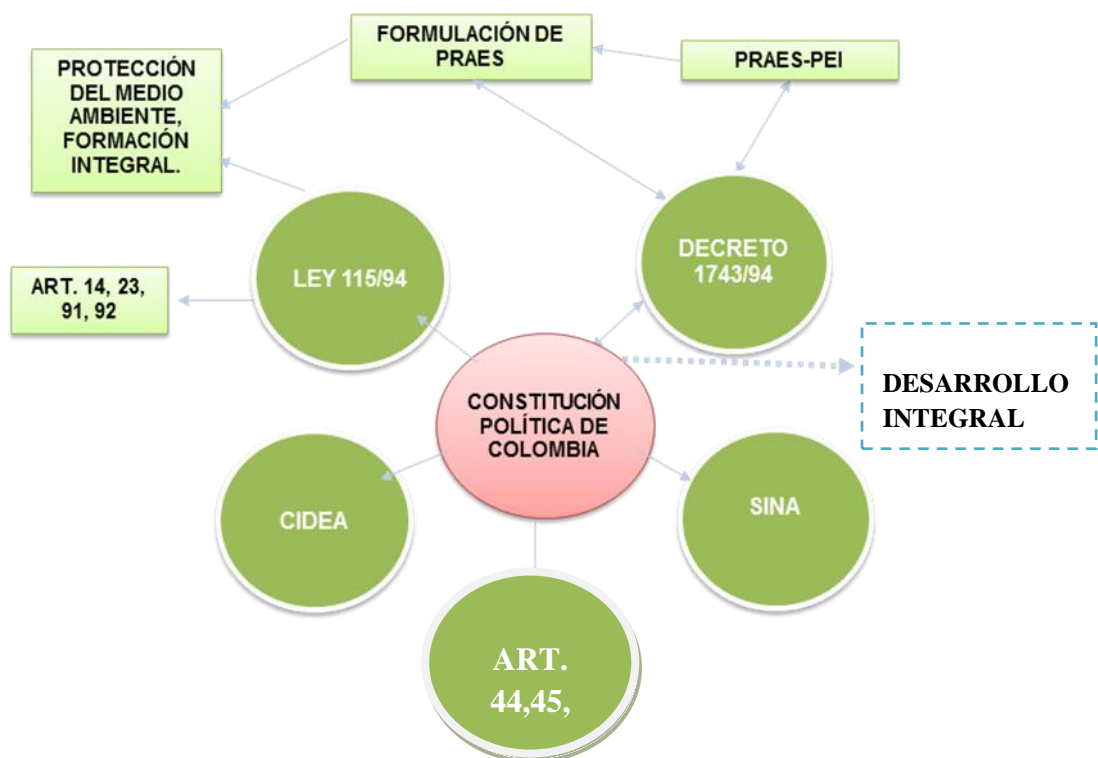 FORMULACIÓN DE
PRAES
PRAES-PEI
PROTECCIÓN
DEL MEDIO
AMBIENTE,
FORMACIÓN
INTEGRAL.
DECRETO
1743/94
LEY 115/94
ART. 14, 23,
91, 92
DESARROLLO
INTEGRAL
CONSTITUCIÓN
POLÍTICA DE
COLOMBIA
CIDEA
SINA
ART.
44,45,